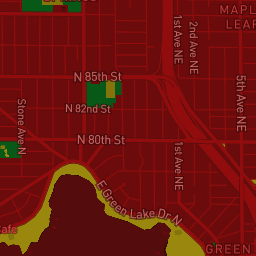 MAPL
LEAF
1st Ave NE
2nd Ave NE
N 85th St
5th Ave NE
N 82nd St
Stone Ave N
N 80th St
1st Ave NE
E Green Lake Dr N
Cafe
GREEN